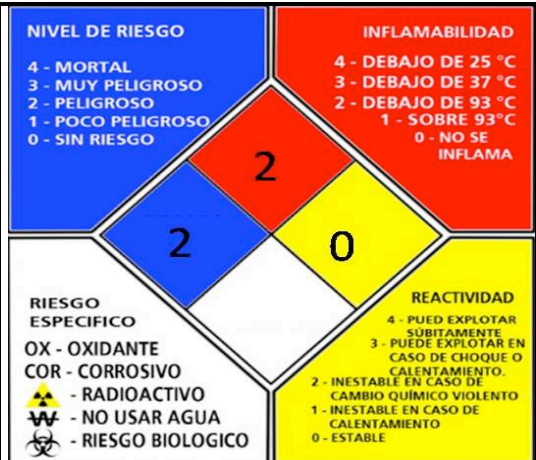 NIVEL DE RIESGO
4 - MORTAL
3 - MUY PELIGROSO
2 - PELIGROSO
1 - POCO PELIGROSO
0 - SIN RIESGO
INFLAMABILIDAD
4 - DEBAJO DE 25 °C
3 - DEBAJO DE 37 °C
2 - DEBAJO DE 93 °C
1 - SOBRE 93°C
0 - NO SE
INFLAMA
2
2
0
RIESGO
ESPECIFICO
OX - OXIDANTE
COR - CORROSIVO
- RADIOACTIVO
W - NO USAR AGUA
- RIESGO BIOLOGICO
REACTIVIDAD
4 - PUED EXPLOTAR
SÚBITAMENTE
3 - PUEDE EXPLOTAR EN
CASO DE CHOQUE O
CALENTAMIENTO.
2 - INESTABLE EN CASO DE
CAMBIO QUÍMICO VIOLENTO
1 - INESTABLE EN CASO DE
CALENTAMIENTO
0 - ESTABLE